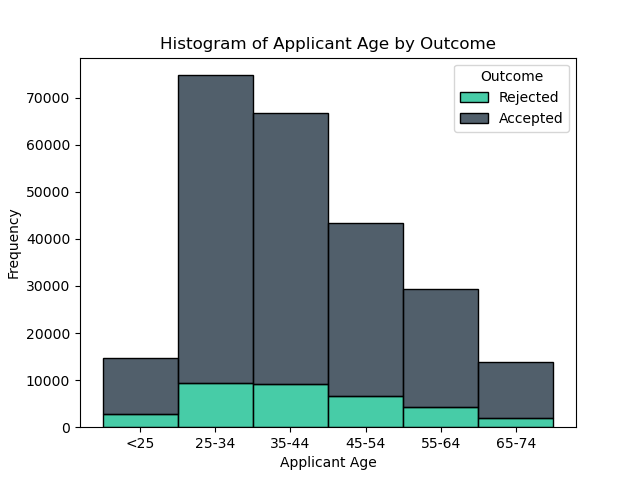 Histogram of Applicant Age by Outcome
Outcome
Rejected
Accepted
70000
60000
50000
40000
30000
20000
10000
0
Frequency
<25 25-34 35-44 45-54 55-64 65-74
Applicant Age